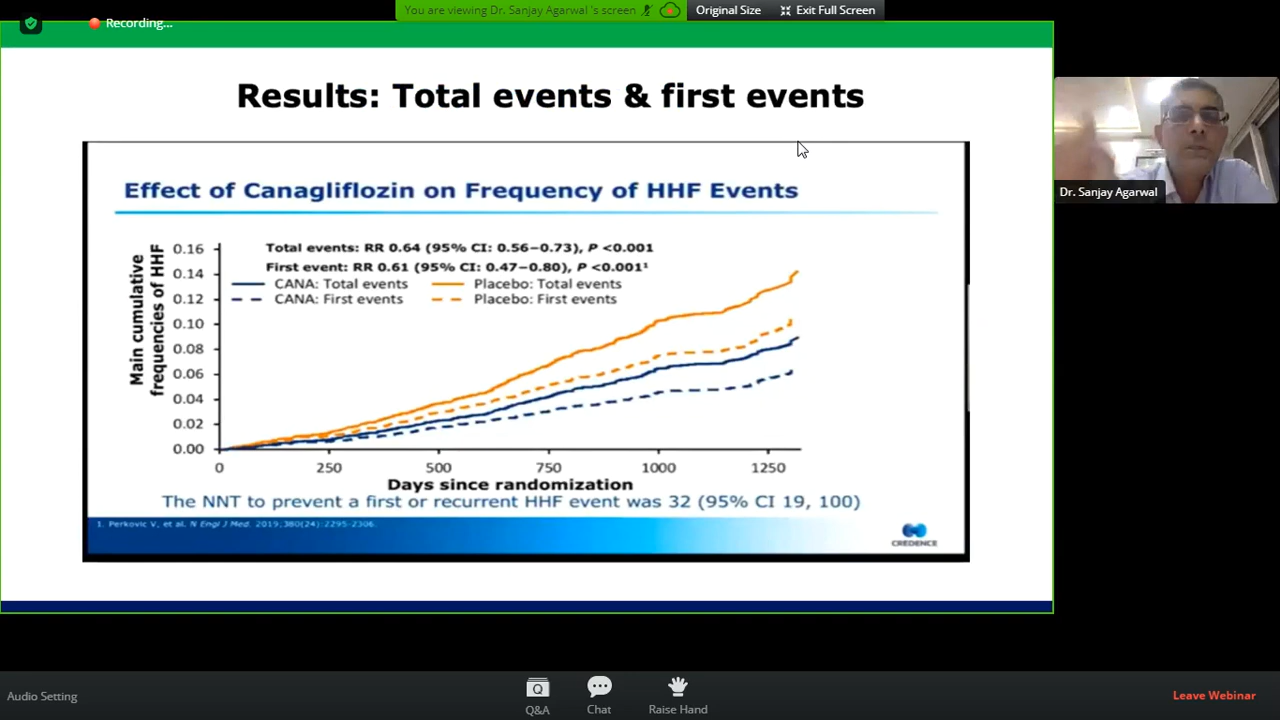 You are viewing Dr. Sanjay Agarwal 's screen
Original Size
Exit Full Screen
Recording...
Results: Total events & first events
Dr. Sanjay Agarwal
Effect of Canagliflozin on Frequency of HHF Events
Main cumulative
frequencies of HHF
0.16
0.14
0.12
0.10
0.08
0.06
0.04
0.02
0.00
Total events: RR 0.64 (95% CI: 0.56–0.73), P <0.001
First event: RR 0.61 (95% CI: 0.47–0.80), P <0.001¹
CANA: Total events
Placebo: Total events
CANA: First events
Placebo: First events
0 250 500 750 1000 1250
Days since randomization
The NNT to prevent a first or recurrent HHF event was 32 (95% CI 19, 100)
1. Perkovic V, et al. N Engl J Med. 2019;380(24):2295-2306.
CREDENCE
Audio Setting
Q&A
Chat
Raise Hand
Leave Webinar